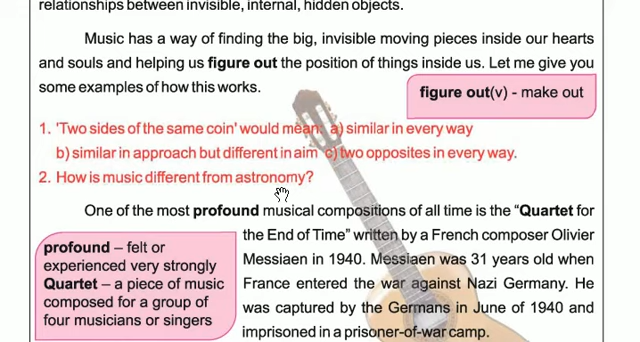 relationships between invisible, internal, hidden objects.
Music has a way of finding the big, invisible moving pieces inside our hearts
and souls and helping us figure out the position of things inside us. Let me give you
some examples of how this works.
figure out(v) - make out
1. 'Two sides of the same coin' would mean: a) similar in every way
b) similar in approach but different in aim c) two opposites in every way.
2. How is music different from astronomy?
One of the most profound musical compositions of all time is the “Quartet for
the End of Time” written by a French composer Olivier
Messiaen in 1940. Messiaen was 31 years old when
France entered the war against Nazi Germany. He
was captured by the Germans in June of 1940 and
imprisoned in a prisoner-of-war camp.
profound – felt or
experienced very strongly
Quartet – a piece of music
composed for a group of
four musicians or singers